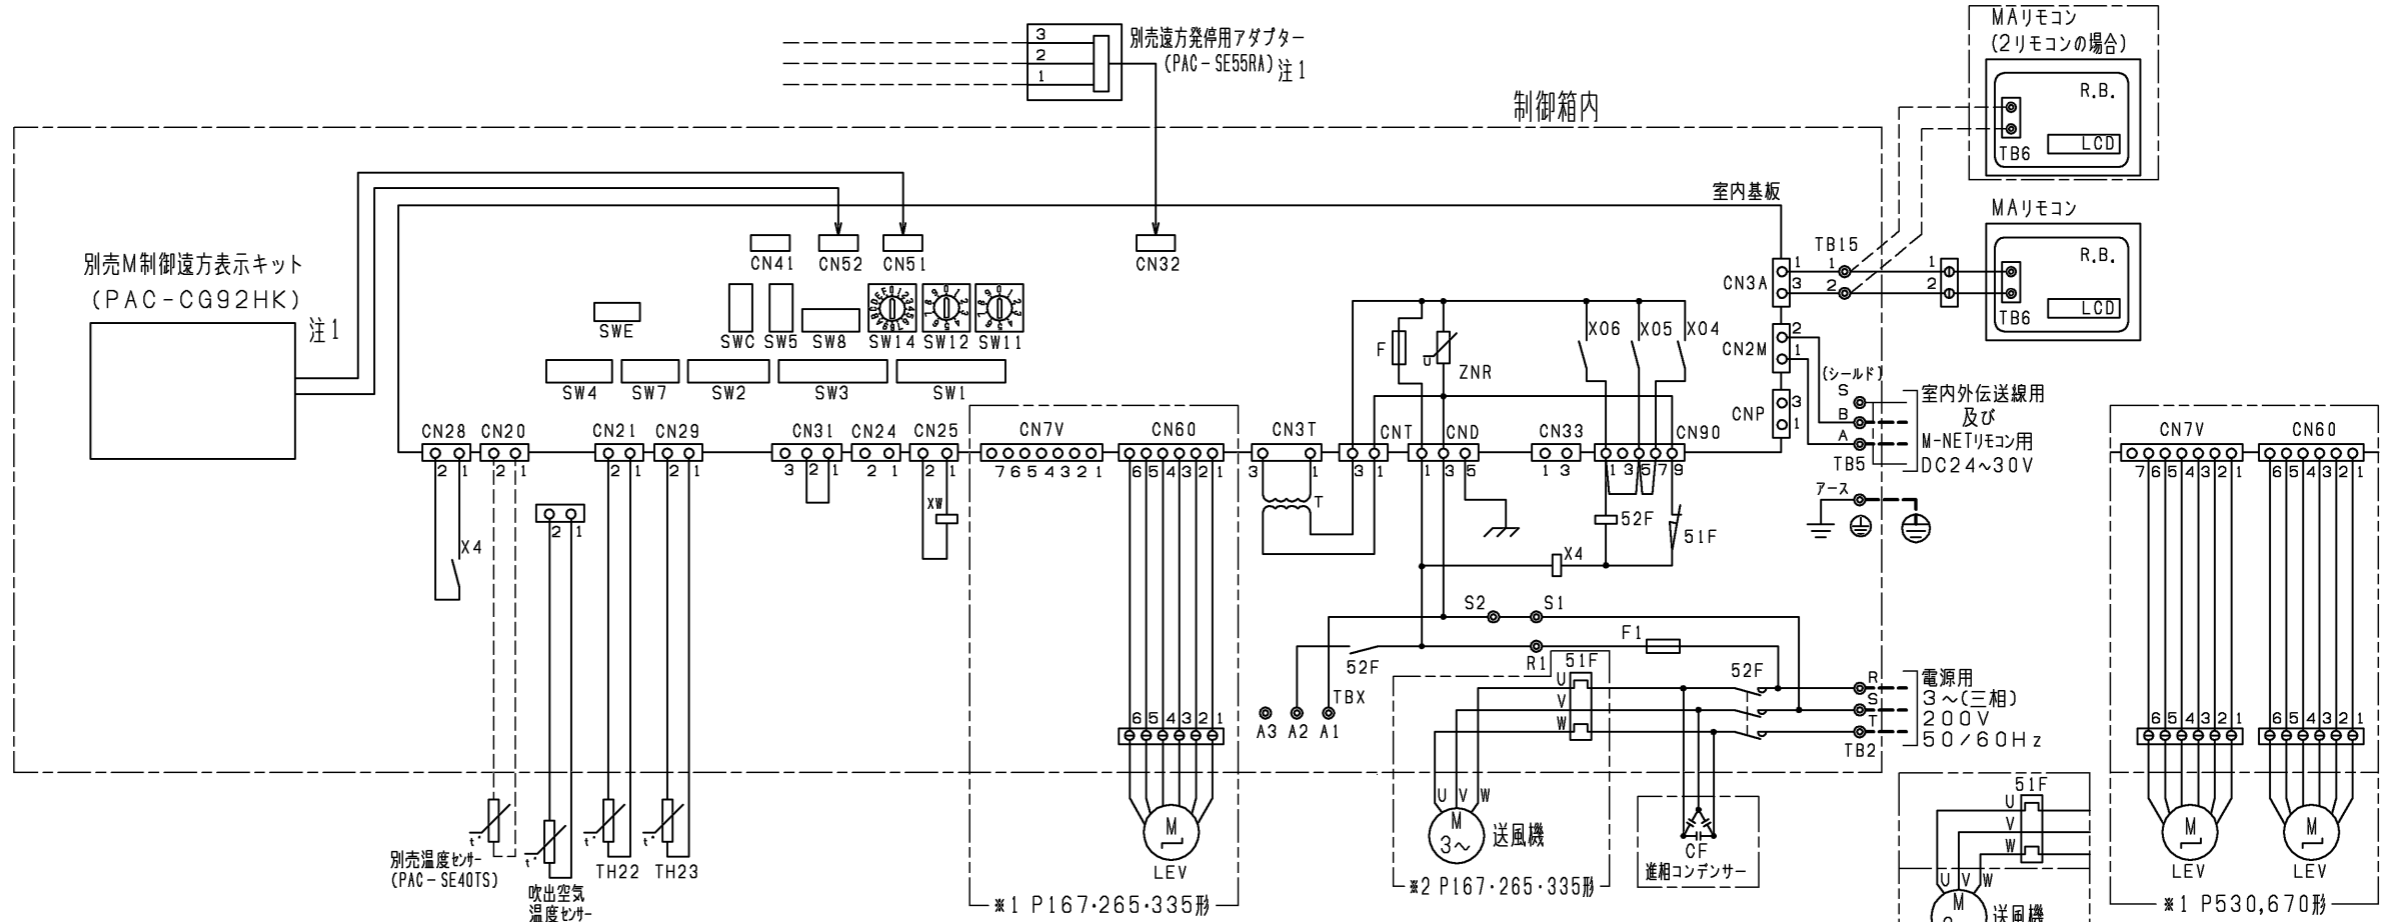 3
2
1
別売遠方発停用アダプター
(PAC-SE55RA) 注1
MAリモコン
(2リモコンの場合)
R.B.
LCD
TB6
制御箱内
室内基板
MAリモコン
R.B.
LCD
TB6
TB15
1
2
1
2
CN3A
1
3
別売M制御遠方表示キット
(PAC-CG92HK)
注1
CN41
CN52
CN51
CN32
SWE
SWC
SW5
SW8
SW14
SW12
SW11
SW4
SW7
SW2
SW3
SW1
F
ZNR
X06
X05
X04
CN2M
2
1
CNP
3
1
(シールド)
S
B
A
TB5
室内外伝送線用
及び
M-NETリモコン用
DC24~30V
アース
CN28
2 1
CN20
2 1
CN21
2 1
CN29
2 1
CN31
3 2 1
CN24
2 1
CN25
2 1
CN7V
7 6 5 4 3 2 1
CN60
6 5 4 3 2 1
CN3T
3 1
CNT
3 1
CND
1 3 5
CN33
1 3
CN90
1 3 5 7 9
CN7V
7 6 5 4 3 2 1
CN60
6 5 4 3 2 1
2 1
X4
XW
T
52F
51F
X4
S2
S1
52F
R1
F1
TBX
A3 A2 A1
51F
U
V
W
52F
R
S
T
TB2
電源用
3~(三相)
200V
50/60Hz
6 5 4 3 2 1
M
LEV
※1 P167·265·335形
U V W
M
3~
送風機
※2 P167·265·335形
CF
進相コンデンサー
t°
別売温度センサー
(PAC-SE40TS)
t°
吹出空気
温度センサー
t°
TH22
t°
TH23
51F
U
V
W
U V W
M
送風機
6 5 4 3 2 1
6 5 4 3 2 1
M
LEV
M
LEV
※1 P530,670形